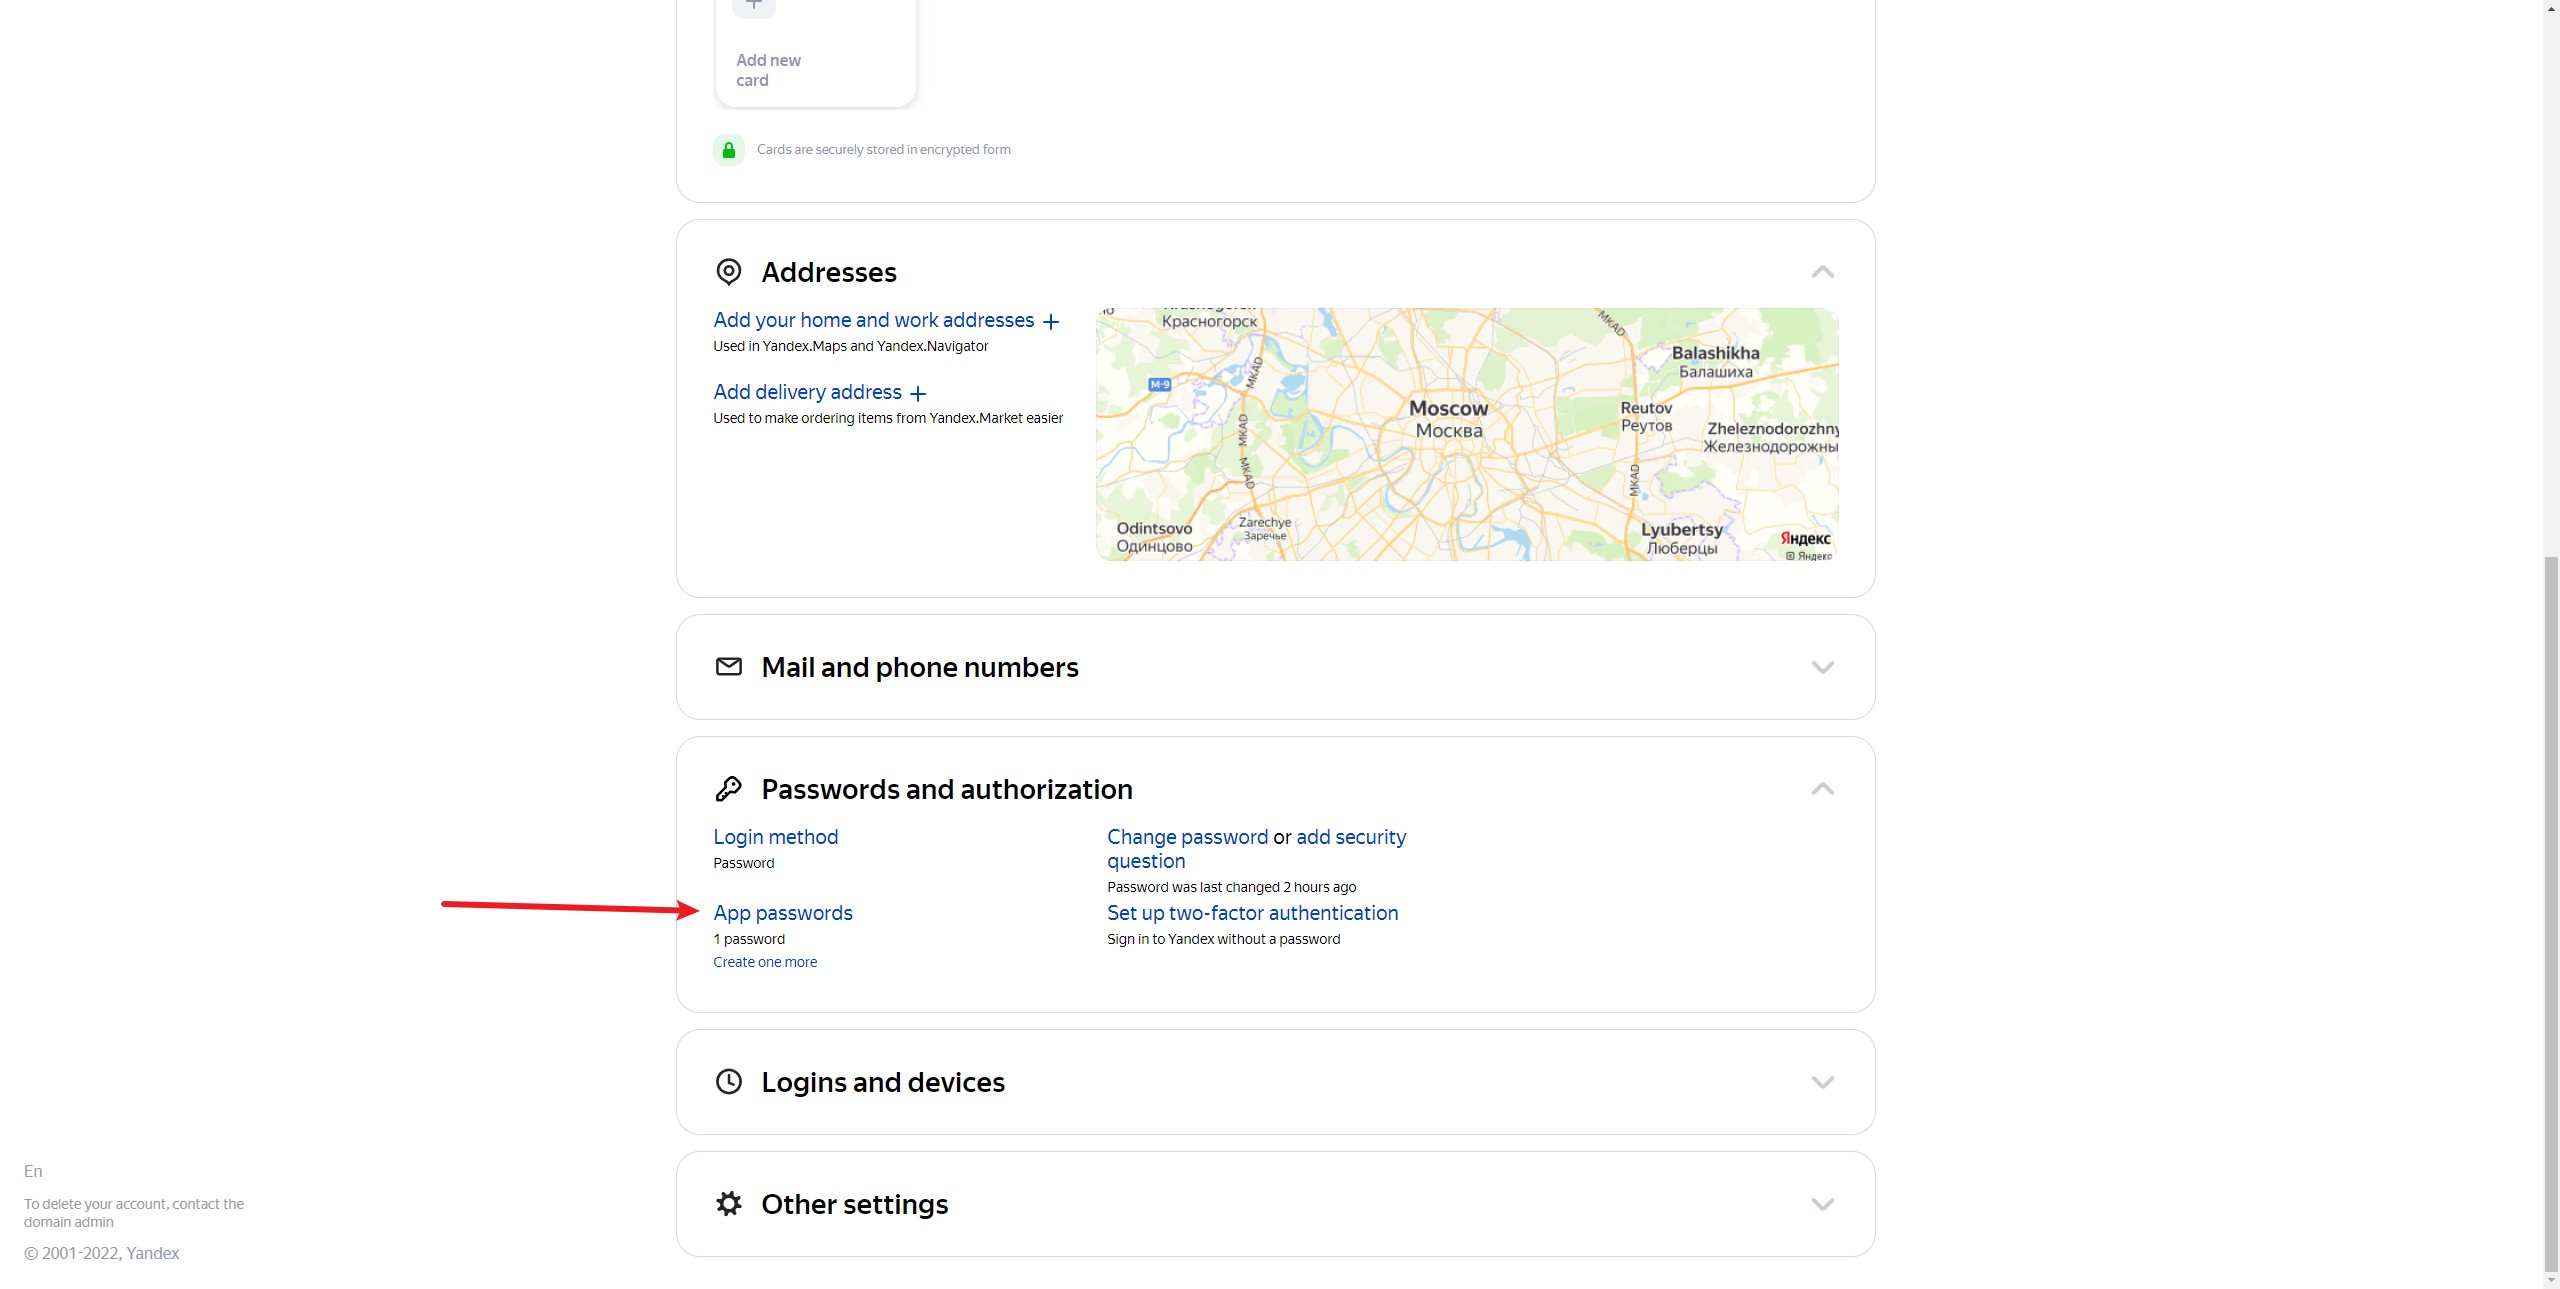 Add new
card
Cards are securely stored in encrypted form
Addresses
Add your home and work addresses +
Used in Yandex.Maps and Yandex.Navigator
Add delivery address +
Used to make ordering items from Yandex.Market easier
Красногорск
MKAD
MKAD
MKAD
MKAD
MKAD
M-9
Balashikha
Балашиха
Moscow
Москва
Reutov
Реутов
Zheleznodorozhny
Железнодорожны
Odintsovo
Одинцово
Zarechye
Заречье
Lyubertsy
Люберцы
Яндекс
© Яндекс
Mail and phone numbers
Passwords and authorization
Login method
Password
Change password or add security
question
Password was last changed 2 hours ago
App passwords
1 password
Create one more
Set up two-factor authentication
Sign in to Yandex without a password
Logins and devices
Other settings
En
To delete your account, contact the
domain admin
© 2001-2022, Yandex